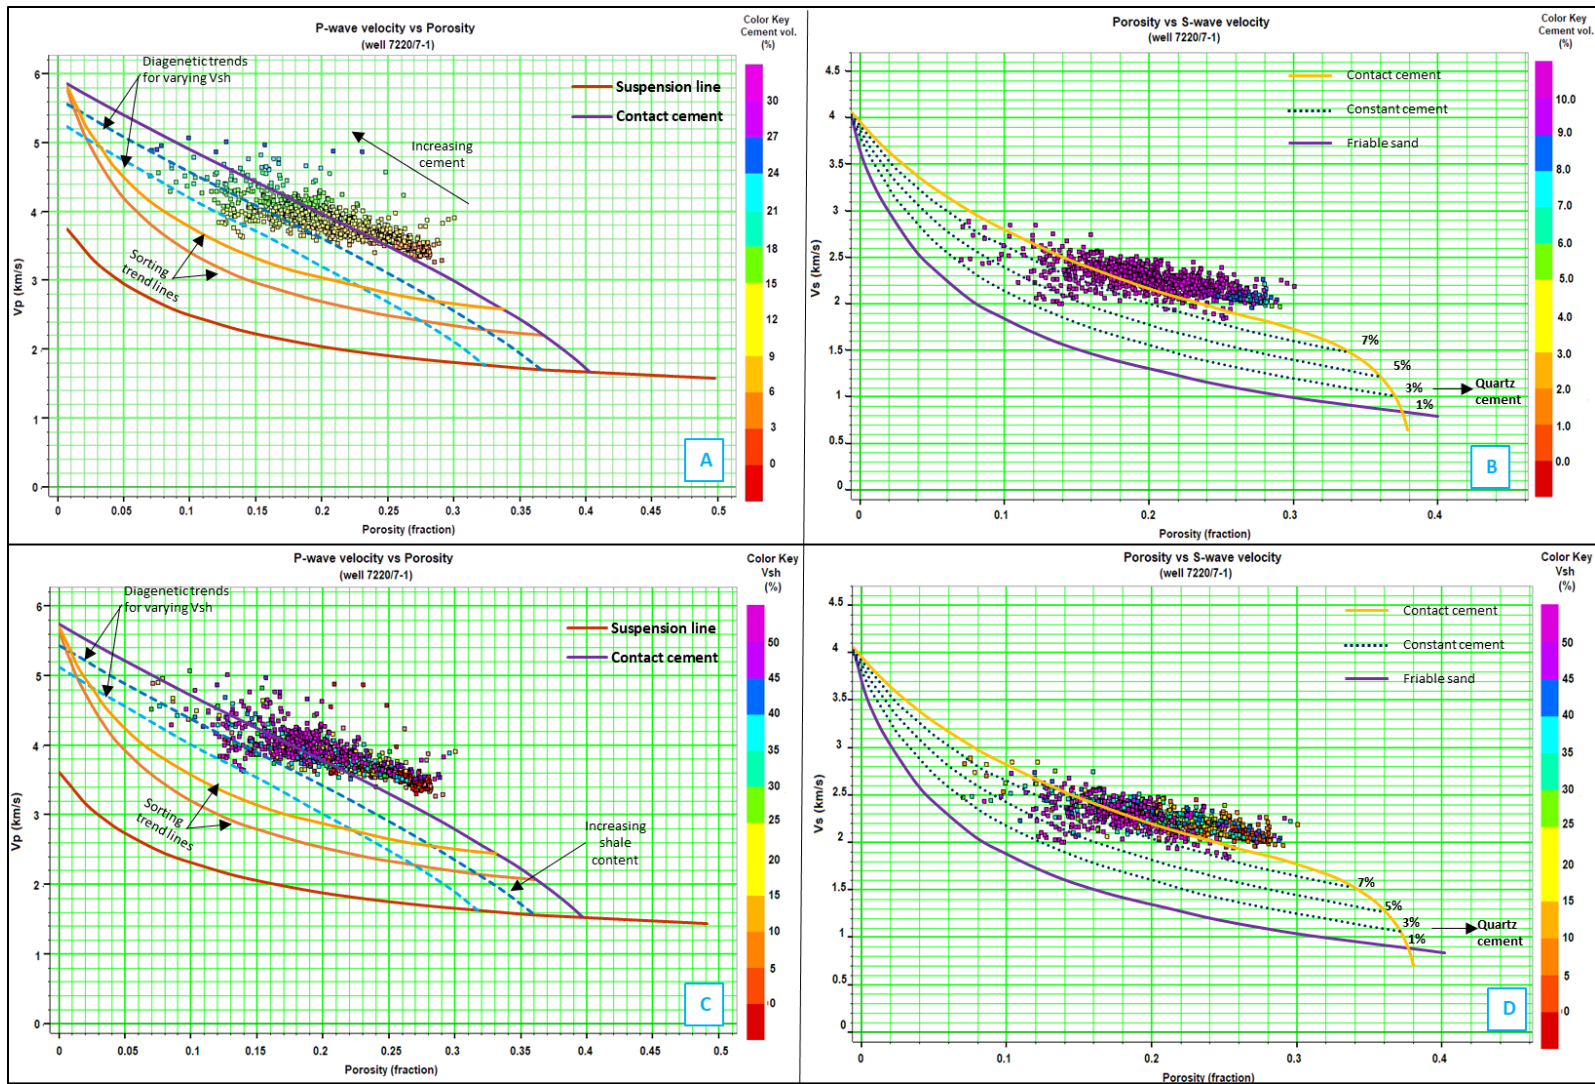 P-wave velocity vs Porosity
(well 7220/7-1)
Color Key
Cement vol.
(%)
Diagenetic trends
for varying Vsh
Suspension line
Contact cement
Increasing
cement
Sorting
trend lines
Vp (km/s)
6
5
4
3
2
1
0
0
0.05
0.1
0.15
0.2
0.25
0.3
0.35
0.4
0.45
0.5
Porosity (fraction)
30
27
24
21
18
15
12
9
6
3
0
A
Porosity vs S-wave velocity
(well 7220/7-1)
Color Key
Cement vol.
(%)
Contact cement
Constant cement
Friable sand
Vs (km/s)
4.5
4
3.5
3
2.5
2
1.5
1
0.5
0
0
0.1
0.2
0.3
0.4
Porosity (fraction)
7%
5%
3%
1%
Quartz
cement
10.0
9.0
8.0
7.0
6.0
5.0
4.0
3.0
2.0
1.0
0.0
B
P-wave velocity vs Porosity
(well 7220/7-1)
Color Key
Vsh
(%)
Diagenetic trends
for varying Vsh
Suspension line
Contact cement
Sorting
trend lines
Increasing
shale
content
Vp (km/s)
6
5
4
3
2
1
0
0
0.05
0.1
0.15
0.2
0.25
0.3
0.35
0.4
0.45
0.5
Porosity (fraction)
50
45
40
35
30
25
20
15
10
5
0
C
Porosity vs S-wave velocity
(well 7220/7-1)
Color Key
Vsh
(%)
Contact cement
Constant cement
Friable sand
Vs (km/s)
4.5
4
3.5
3
2.5
2
1.5
1
0.5
0
0
0.1
0.2
0.3
0.4
Porosity (fraction)
7%
5%
3%
1%
Quartz
cement
50
45
40
35
30
25
20
15
10
5
0
D